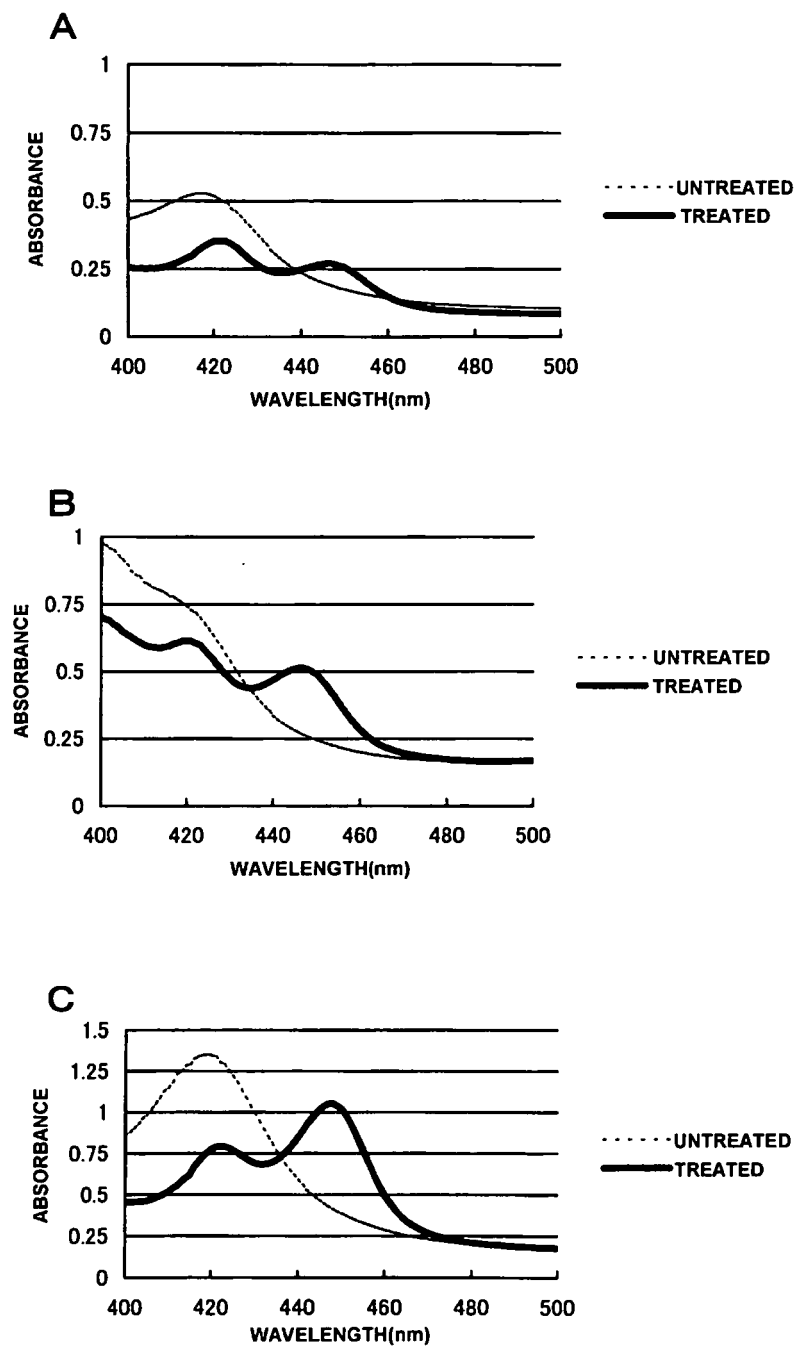 A
1
0.75
0.5
0.25
0
ABSORBANCE
400 420 440 460 480 500
WAVELENGTH(nm)
UNTREATED
TREATED
B
1
0.75
0.5
0.25
0
ABSORBANCE
400 420 440 460 480 500
WAVELENGTH(nm)
UNTREATED
TREATED
C
1.5
1.25
1
0.75
0.5
0.25
0
ABSORBANCE
400 420 440 460 480 500
WAVELENGTH(nm)
UNTREATED
TREATED